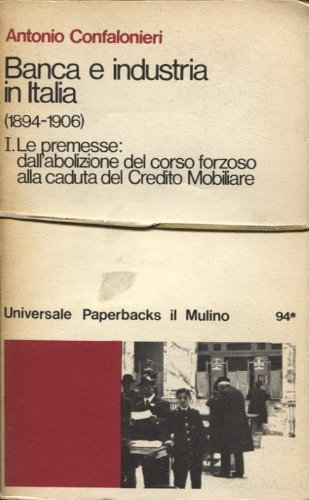 Antonio Confalonieri
Banca e industria
in Italia
(1894-1906)
I. Le premesse:
dall'abolizione del corso forzoso
alla caduta del Credito Mobiliare
Universale Paperbacks il Mulino 94*